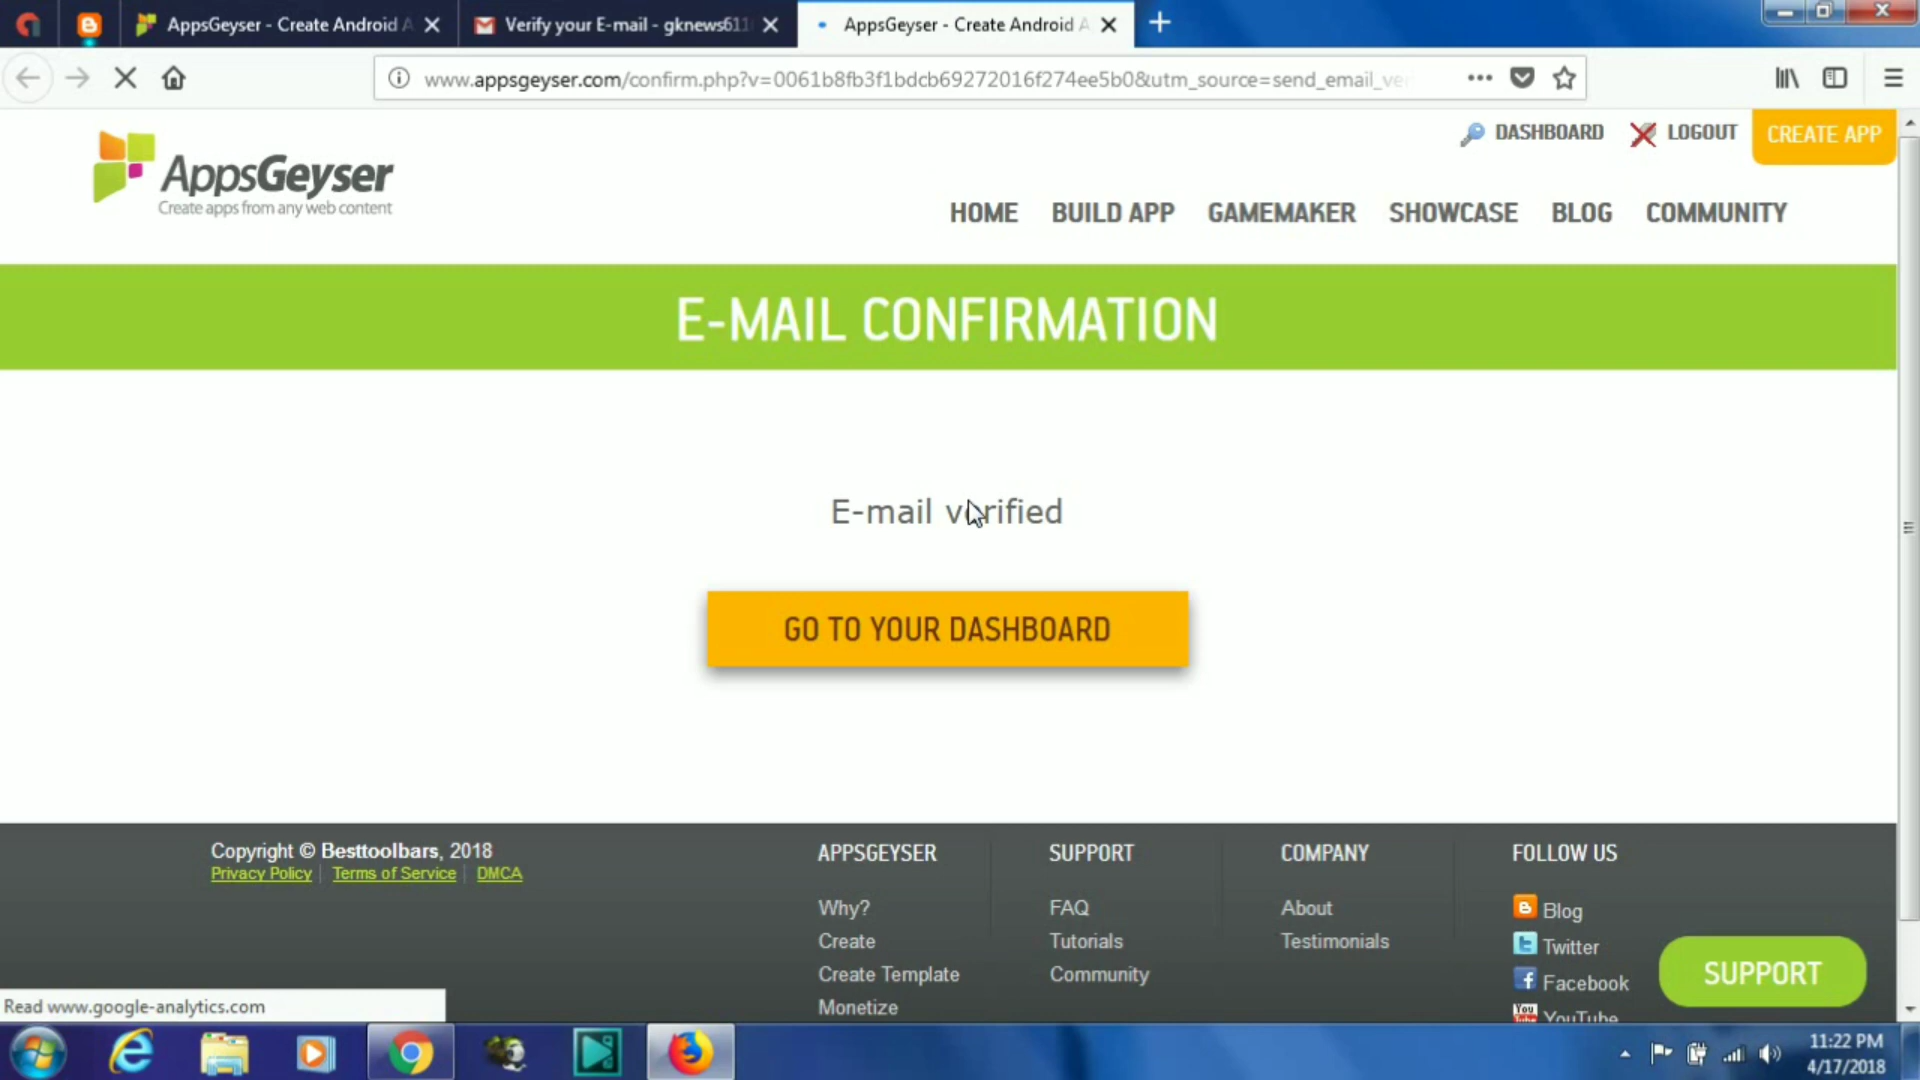 AppsGeyser - Create Android A
Verify your E-mail - gknews611
AppsGeyser - Create Android A
www.appsgeyser.com/confirm.php?v=0061b8fb3f1bdcb69272016f274ee5b0&utm_source=send_email_ve
DASHBOARD
LOGOUT
CREATE APP
AppsGeyser
Create apps from any web content
HOME
BUILD APP
GAMEMAKER
SHOWCASE
BLOG
COMMUNITY
E-MAIL CONFIRMATION
E-mail verified
GO TO YOUR DASHBOARD
Copyright © Besttoolbars, 2018
Privacy Policy
Terms of Service
DMCA
APPSGEYSER
Why?
Create
Create Template
Monetize
SUPPORT
FAQ
Tutorials
Community
COMPANY
About
Testimonials
FOLLOW US
Blog
Twitter
Facebook
YouTube
SUPPORT
Read www.google-analytics.com
11:22 PM
4/17/2018